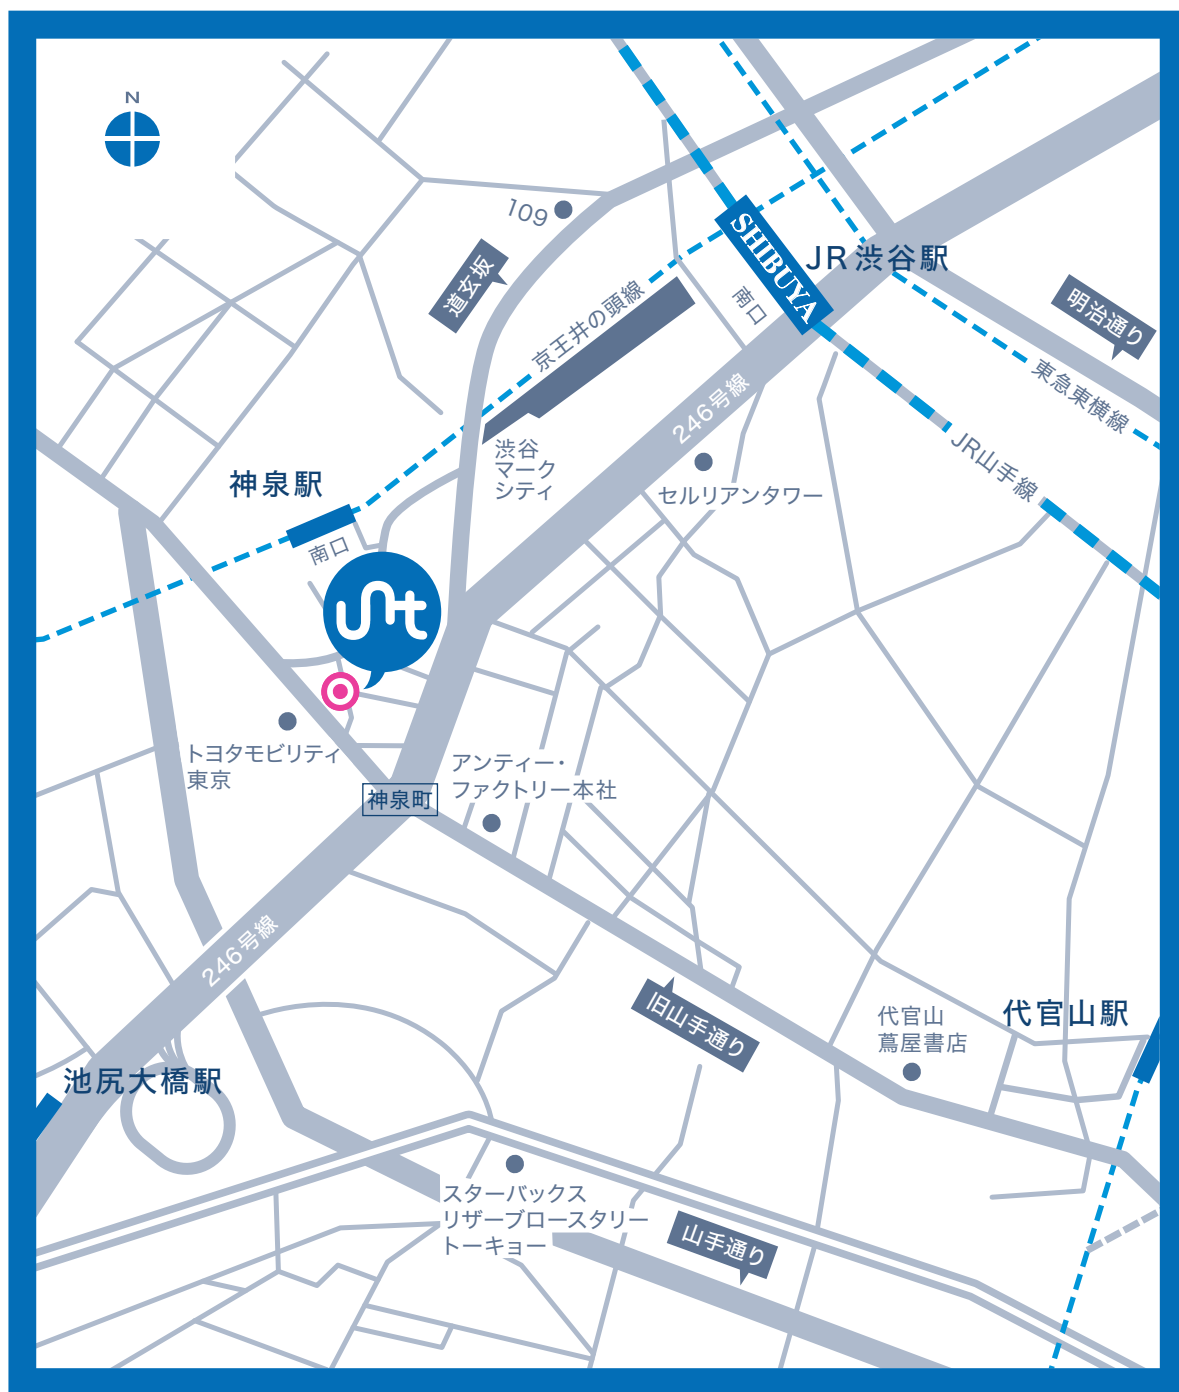 N
109
道玄坂
SHIBUYA
JR渋谷駅
南口
明治通り
京王井の頭線
東急東横線
246号線
渋谷
マーク
シティ
JR山手線
神泉駅
南口
セルリアンタワー
unt
トヨタモビリティ
東京
アンティー・
ファクトリー本社
神泉町
246号線
旧山手通り
代官山
蔦屋書店
代官山駅
池尻大橋駅
スターバックス
リザーブロースタリー
トーキョー
山手通り